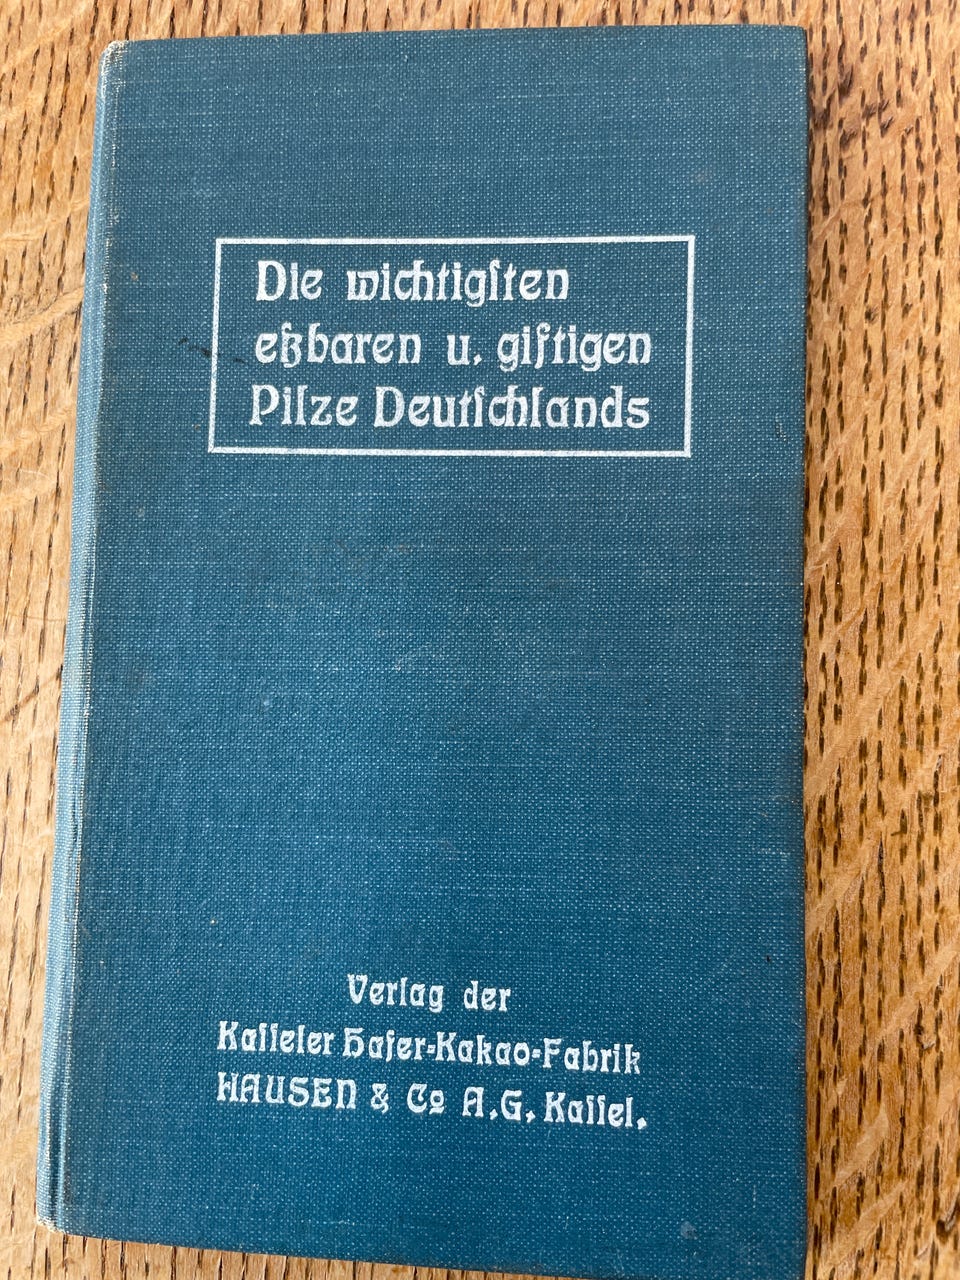 Die wichtigſten
eßbaren u. giftigen
Pilze Deutſchlands
Verlag der
Kaſſeler Hafer-Kakao-Fabrik
HAUSEN & Co A.G. Kaſſel.